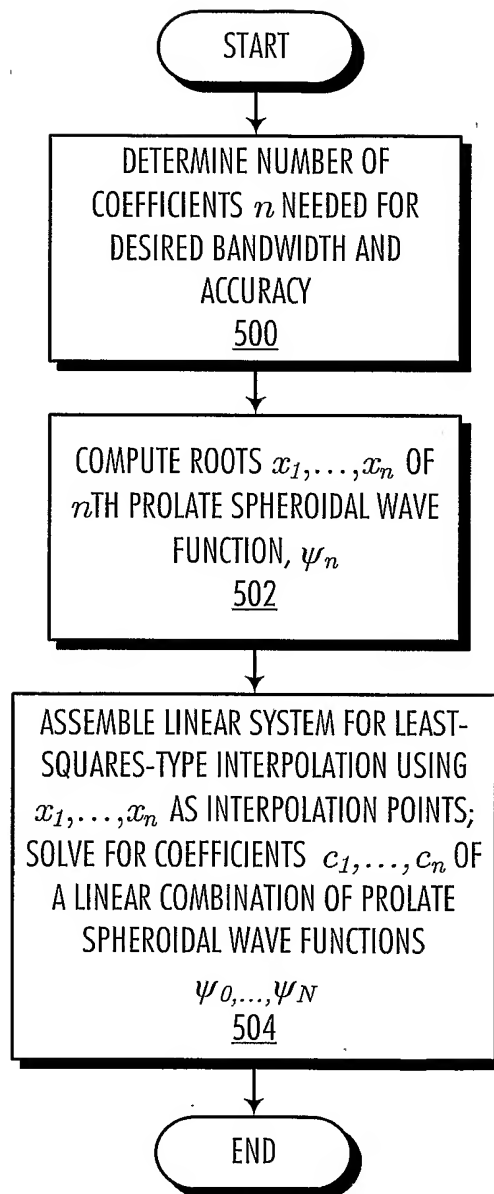 START
DETERMINE NUMBER OF
COEFFICIENTS n NEEDED FOR
DESIRED BANDWIDTH AND
ACCURACY
500
COMPUTE ROOTS x1,...,xn OF
nTH PROLATE SPHEROIDAL WAVE
FUNCTION, ψn
502
ASSEMBLE LINEAR SYSTEM FOR LEAST-
SQUARES-TYPE INTERPOLATION USING
x1,...,xn AS INTERPOLATION POINTS;
SOLVE FOR COEFFICIENTS c1,...,cn OF
A LINEAR COMBINATION OF PROLATE
SPHEROIDAL WAVE FUNCTIONS
ψ0,...,ψN
504
END